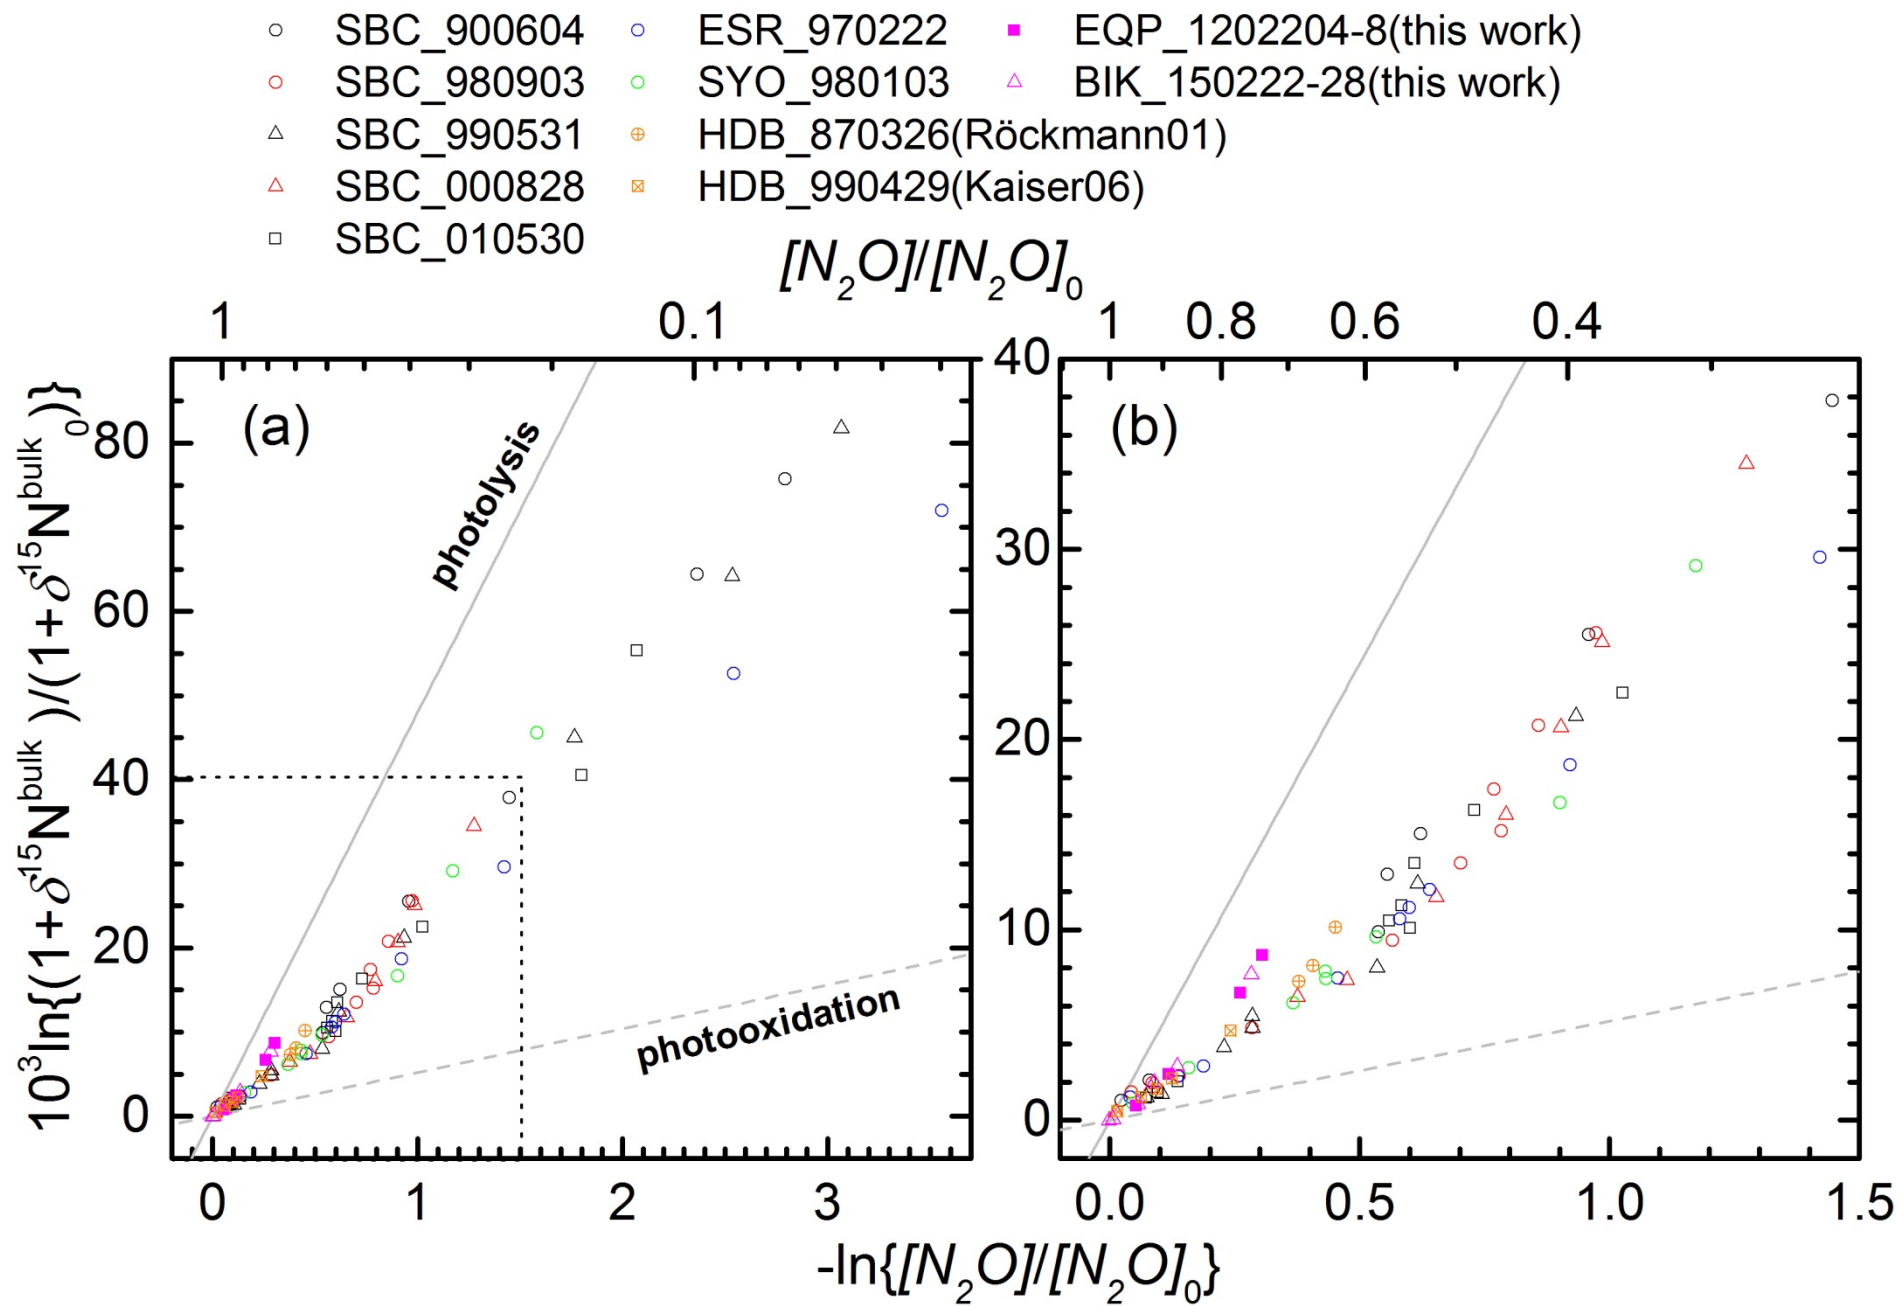 SBC_900604 ESR_970222 EQP_1202204-8(this work)
SBC_980903 SYO_980103 BIK_150222-28(this work)
SBC_990531 HDB_870326(Röckmann01)
SBC_000828 HDB_990429(Kaiser06)
SBC_010530
[N₂O]/[N₂O]₀
1 0.1 1 0.8 0.6 0.4
10³ln{(1+δ¹⁵Nᵇᵘˡᵏ)/(1+δ¹⁵Nᵇᵘˡᵏ₀)}
(a)
photolysis
photooxidation
80
60
40
20
0
0 1 2 3
(b)
40
30
20
10
0
0.0 0.5 1.0 1.5
-ln{[N₂O]/[N₂O]₀}